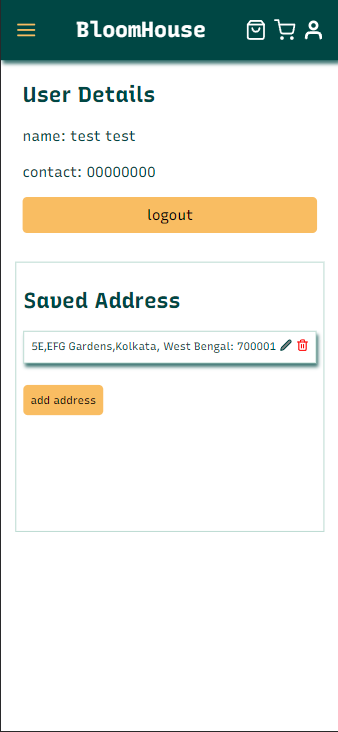 BloomHouse
User Details
name: test test
contact: 00000000
logout
Saved Address
5E,EFG Gardens,Kolkata, West Bengal: 700001
add address